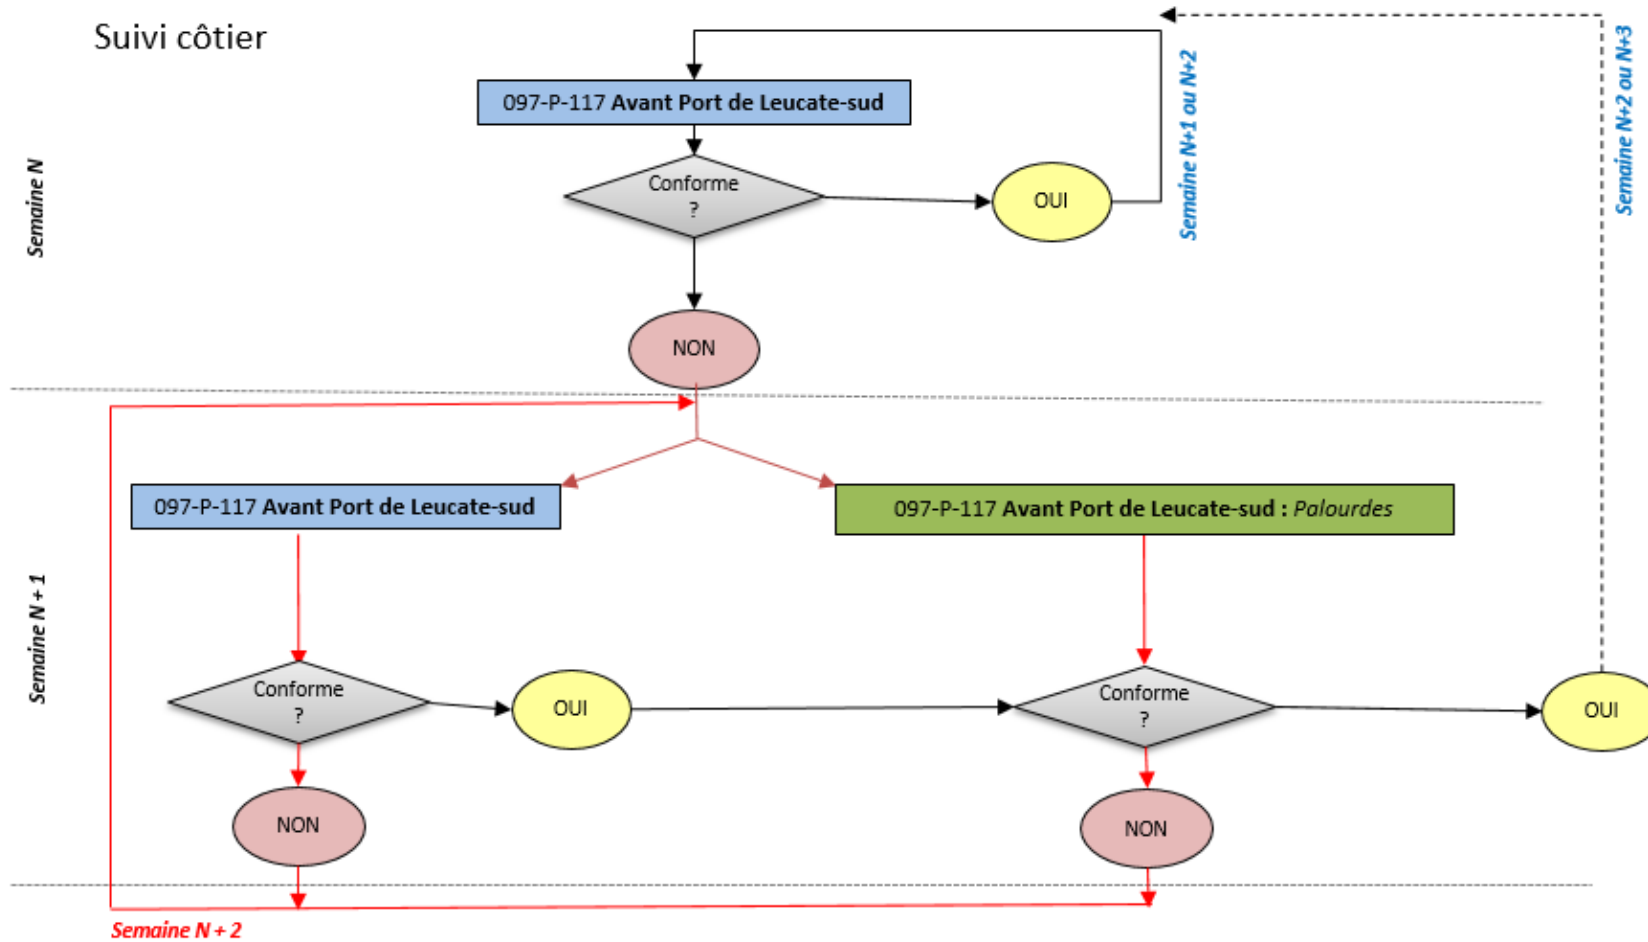 Suivi côtier
097-P-117 Avant Port de Leucate-sud
Conforme
?
OUI
NON
Semaine N
Semaine N+1 ou N+2
Semaine N+2 ou N+3
097-P-117 Avant Port de Leucate-sud
097-P-117 Avant Port de Leucate-sud : Palourdes
Semaine N + 1
Conforme
?
OUI
Conforme
?
OUI
NON
NON
Semaine N + 2